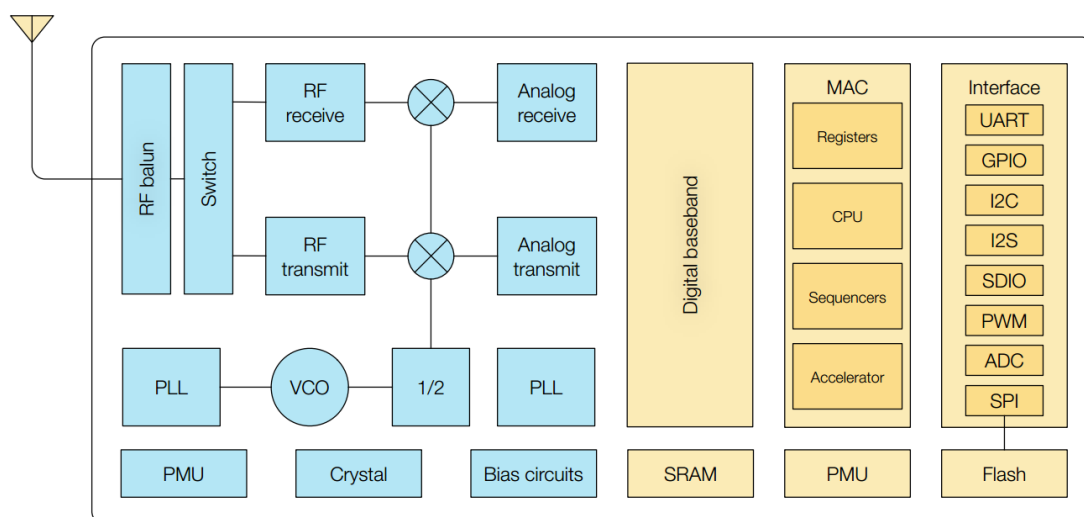 RF balun
Switch
RF
receive
Analog
receive
RF
transmit
Analog
transmit
PLL
VCO
1/2
PLL
PMU
Crystal
Bias circuits
Digital baseband
SRAM
MAC
Registers
CPU
Sequencers
Accelerator
PMU
Interface
UART
GPIO
I2C
I2S
SDIO
PWM
ADC
SPI
Flash